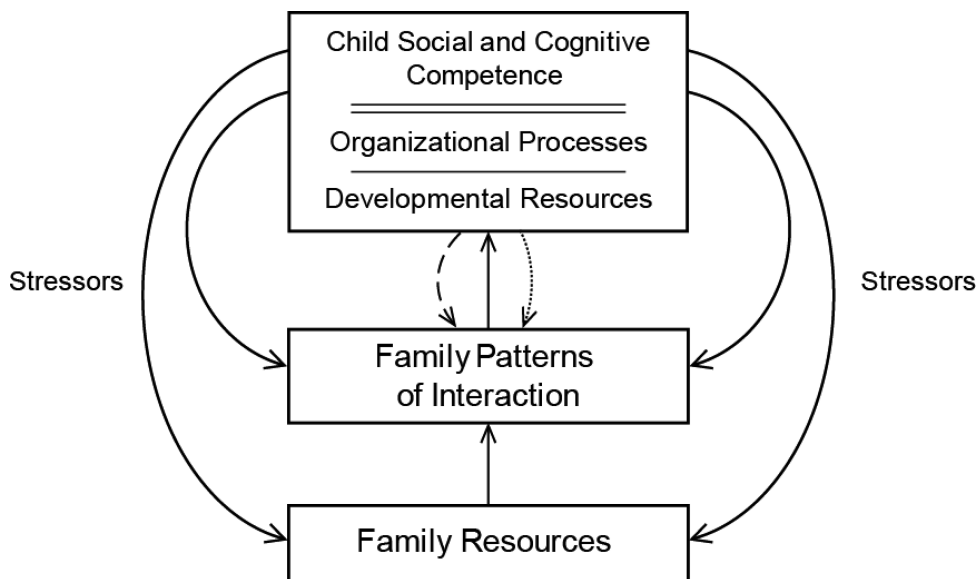 Child Social and Cognitive
Competence
Organizational Processes
Developmental Resources
Stressors
Stressors
Family Patterns
of Interaction
Family Resources